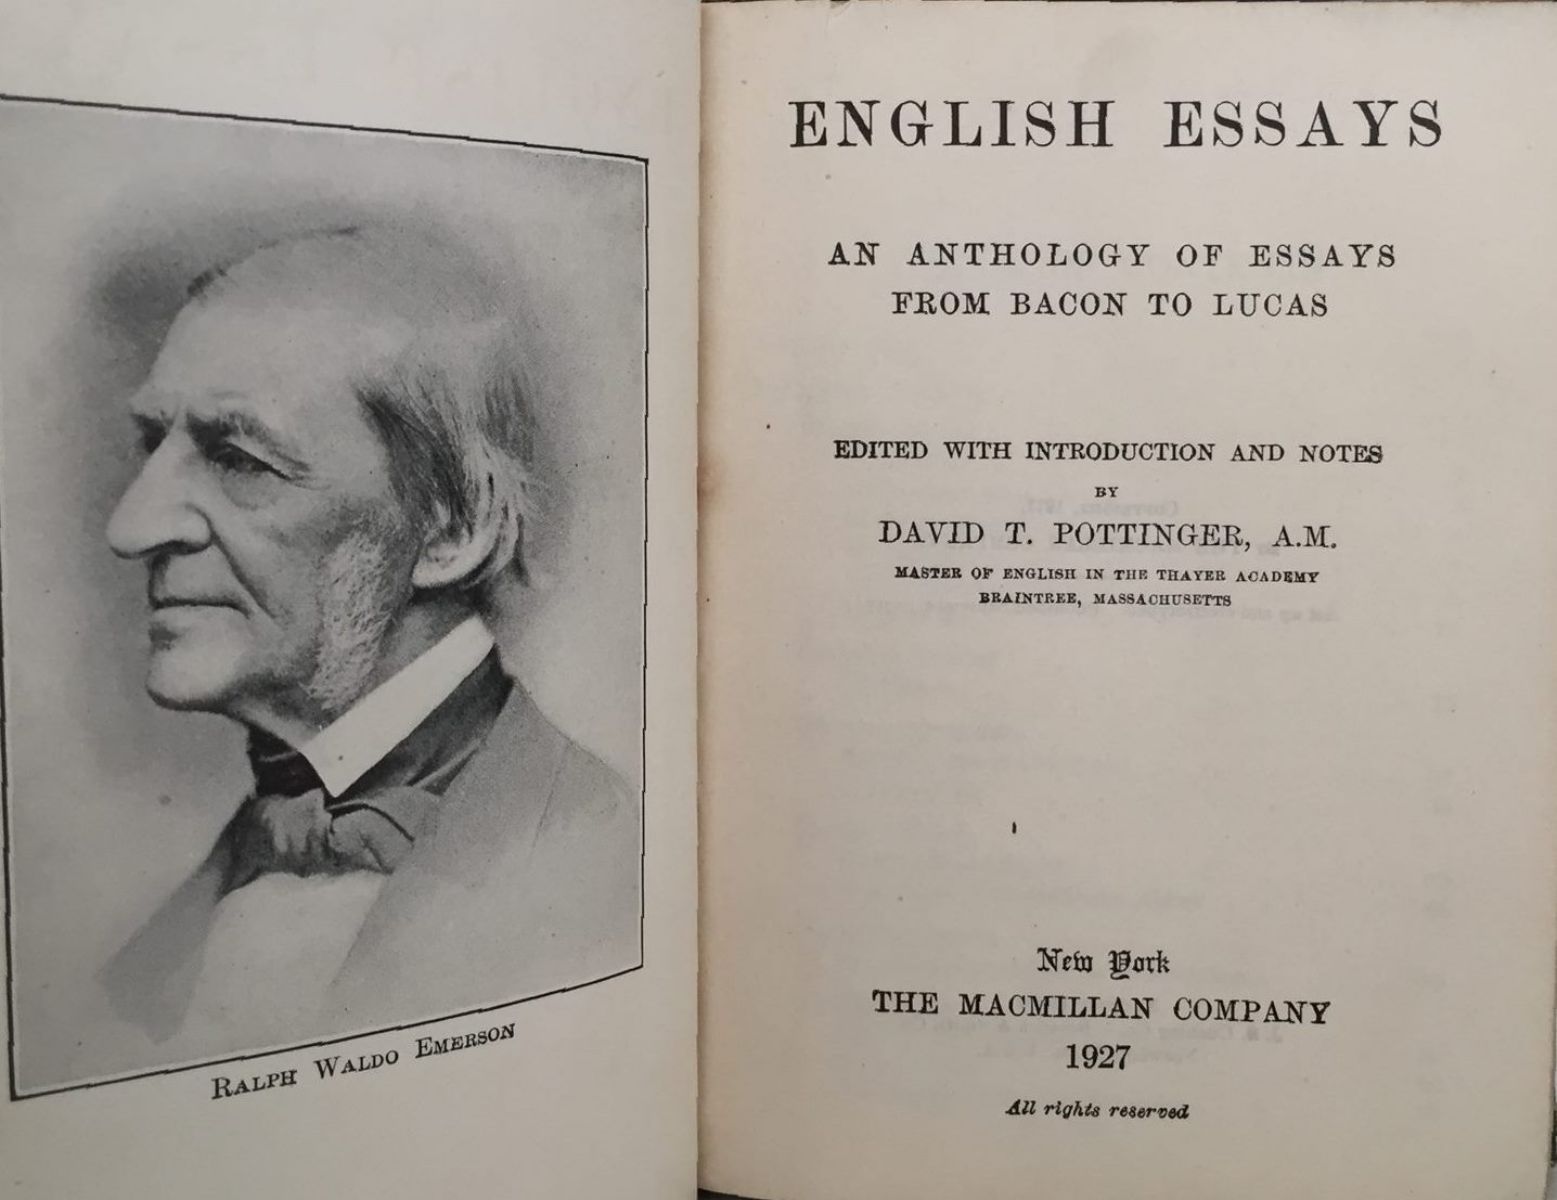 RALPH WALDO EMERSON
ENGLISH ESSAYS
AN ANTHOLOGY OF ESSAYS
FROM BACON TO LUCAS
EDITED WITH INTRODUCTION AND NOTES
BY
DAVID T. POTTINGER, A.M.
MASTER OF ENGLISH IN THE THAYER ACADEMY
BRAINTREE, MASSACHUSETTS
New York
THE MACMILLAN COMPANY
1927
All rights reserved